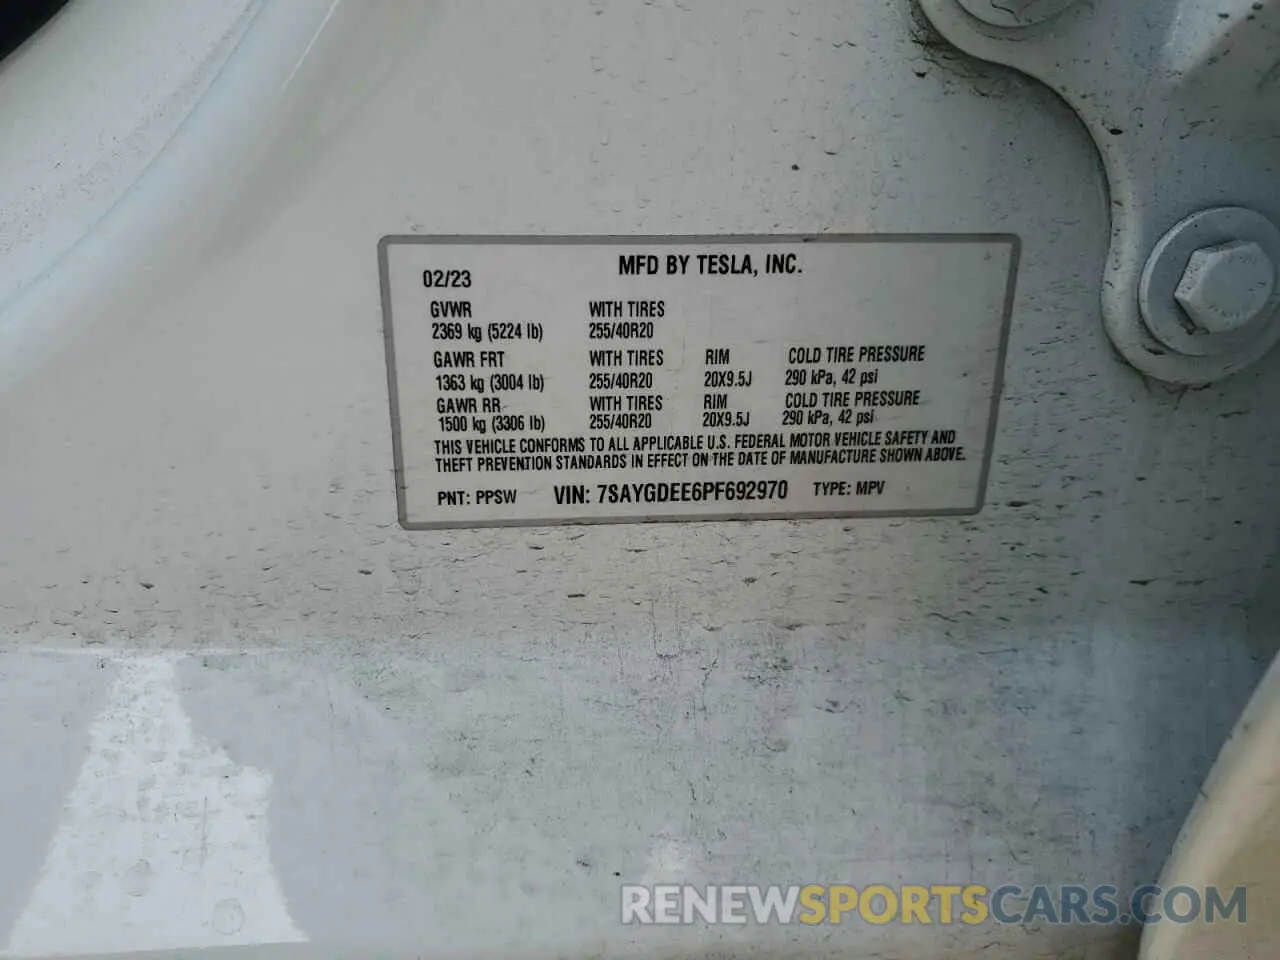 02/23 MFD BY TESLA, INC.
GVWR WITH TIRES
2369 kg (5224 lb) 255/40R20
GAWR FRT WITH TIRES RIM COLD TIRE PRESSURE
1363 kg (3004 lb) 255/40R20 20X9.5J 290 kPa, 42 psi
GAWR RR WITH TIRES RIM COLD TIRE PRESSURE
1500 kg (3306 lb) 255/40R20 20X9.5J 290 kPa, 42 psi
THIS VEHICLE CONFORMS TO ALL APPLICABLE U.S. FEDERAL MOTOR VEHICLE SAFETY AND
THEFT PREVENTION STANDARDS IN EFFECT ON THE DATE OF MANUFACTURE SHOWN ABOVE.
PNT: PPSW VIN: 7SAYGDEE6PF692970 TYPE: MPV
RENEWSPORTSCARS.COM